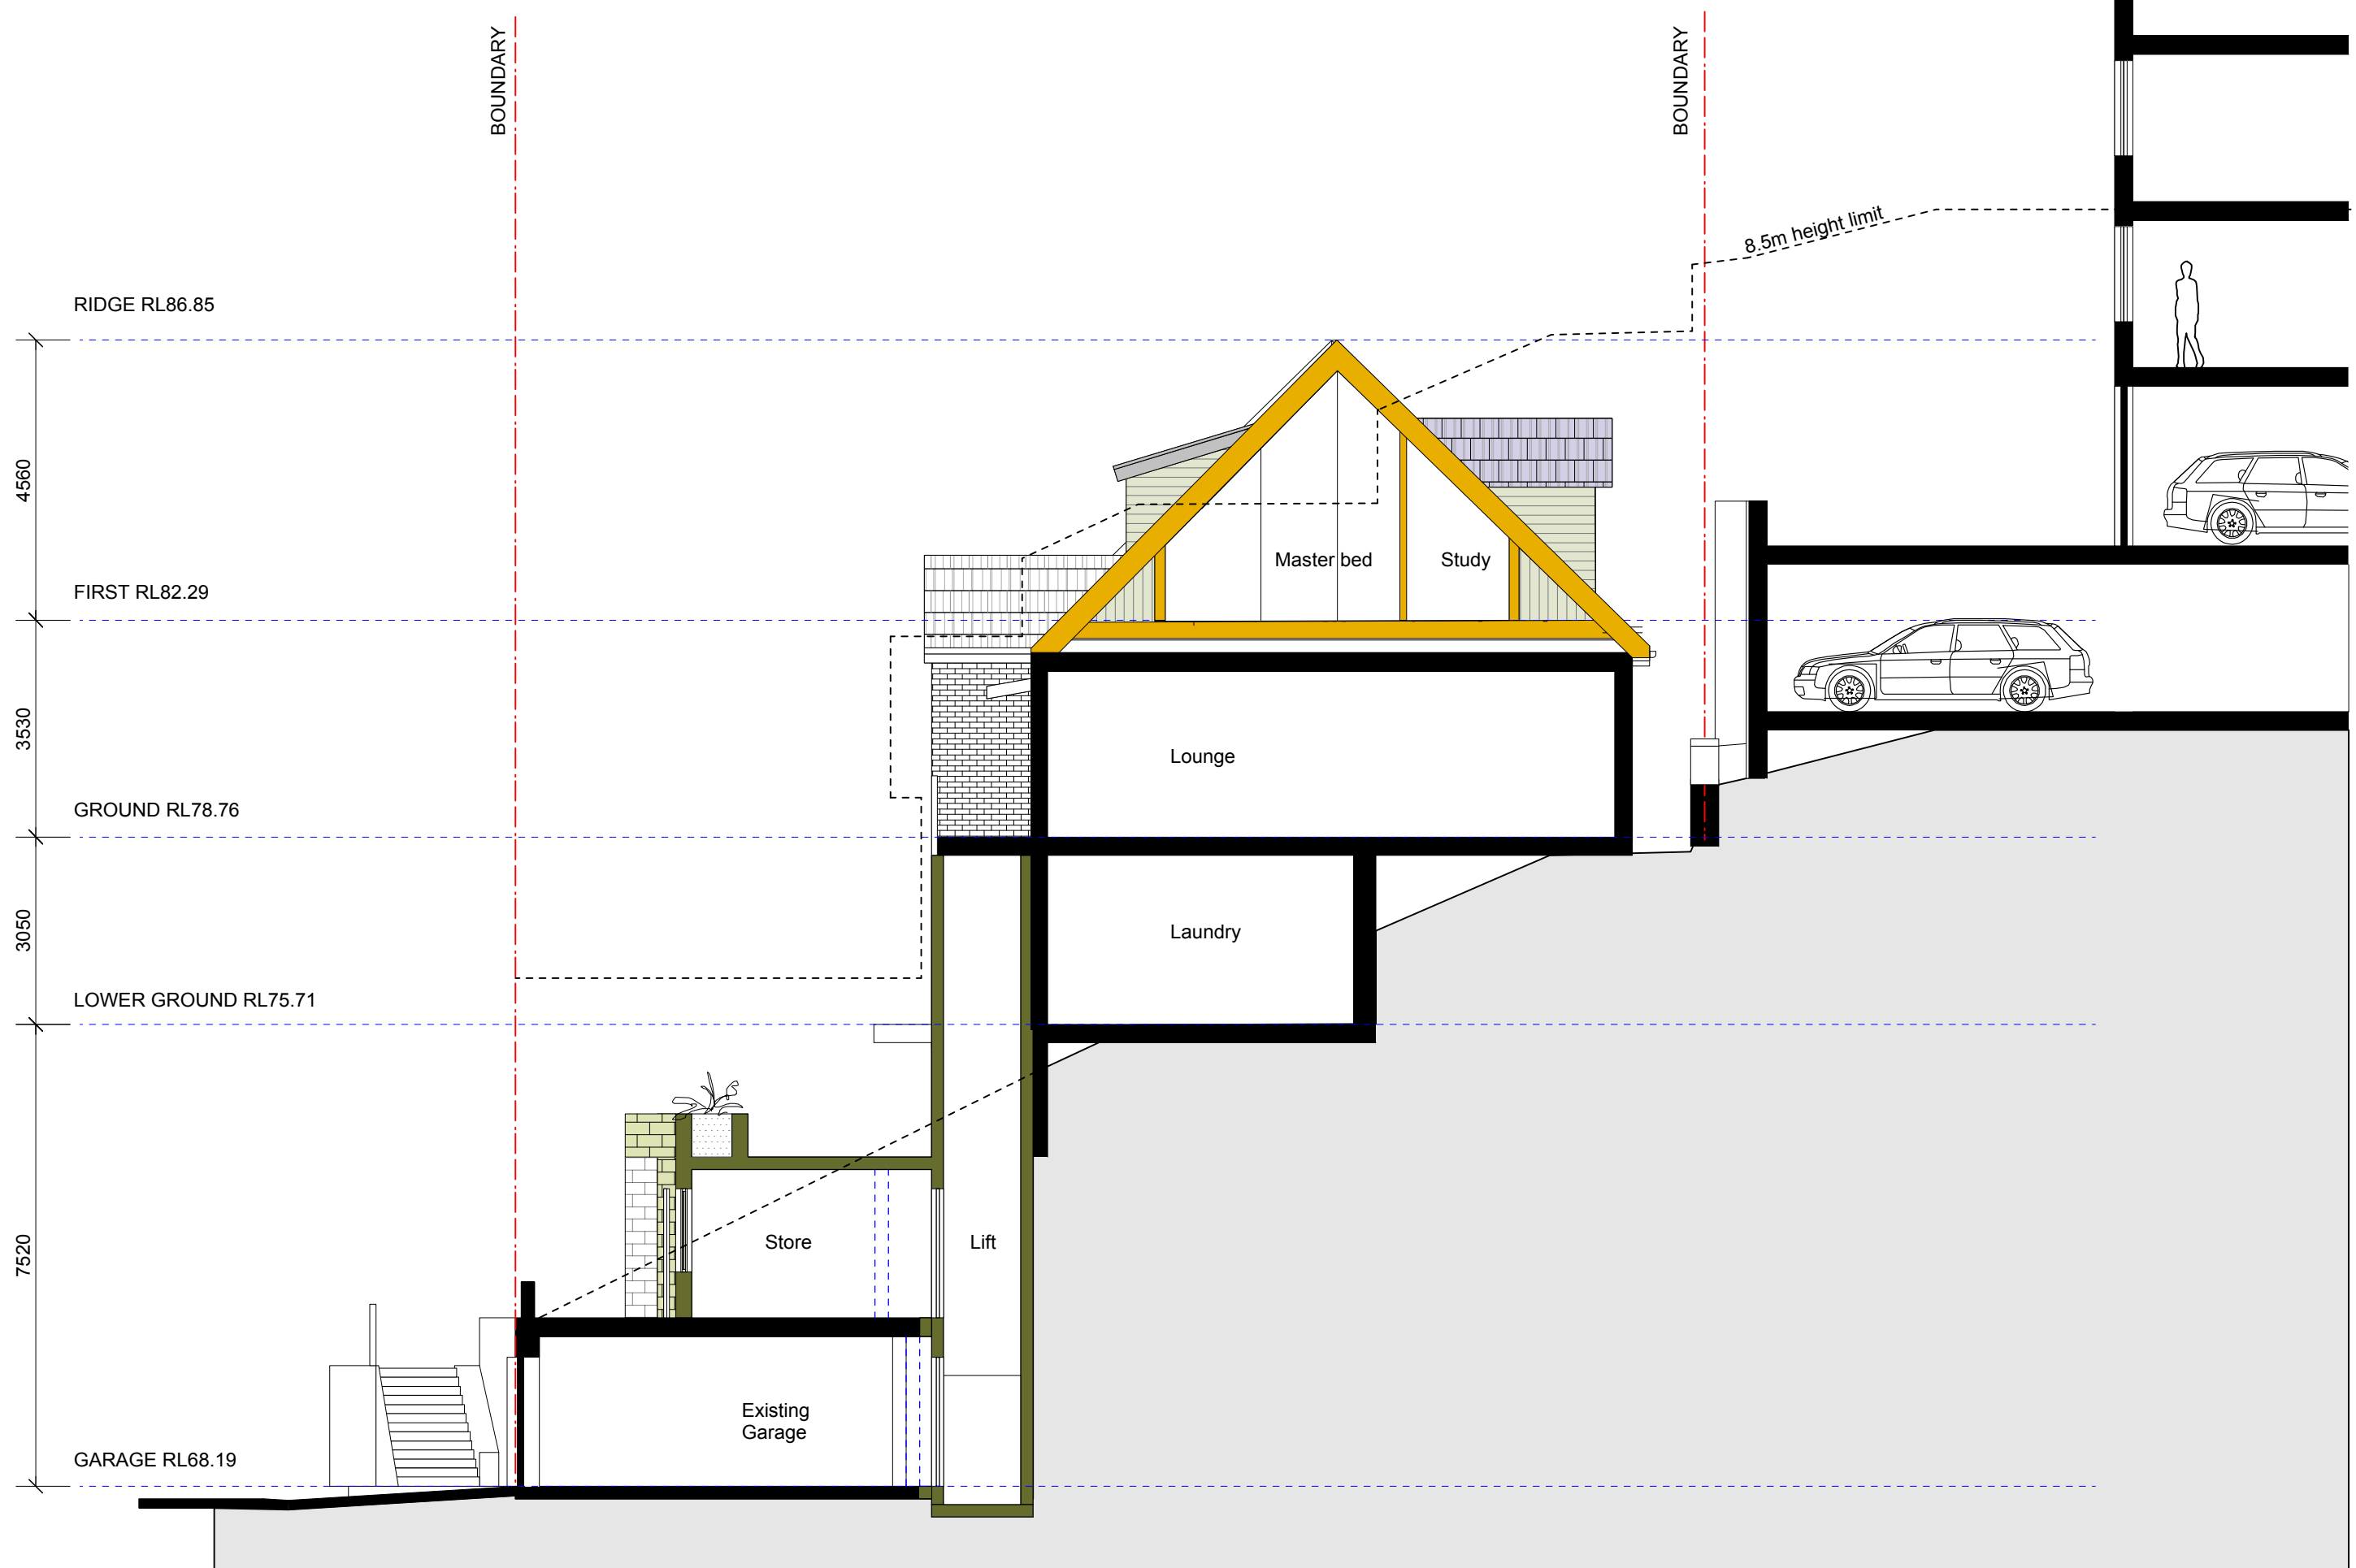 BOUNDARY
BOUNDARY
8.5m height limit
RIDGE RL86.85
4560
Master bed
Study
FIRST RL82.29
3530
Lounge
GROUND RL78.76
3050
Laundry
LOWER GROUND RL75.71
7520
Store
Lift
Existing
Garage
GARAGE RL68.19